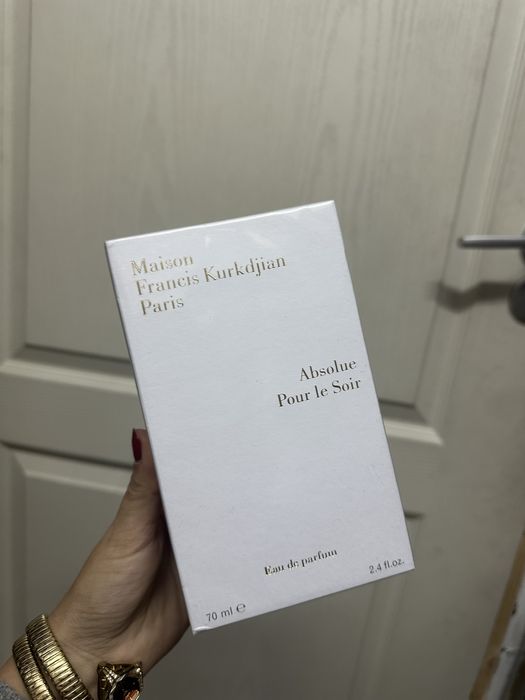 Maison
Francis Kurkdjian
Paris
Absolue
Pour le Soir
Eau de parfum
70 ml ℮
2.4 fl.oz.